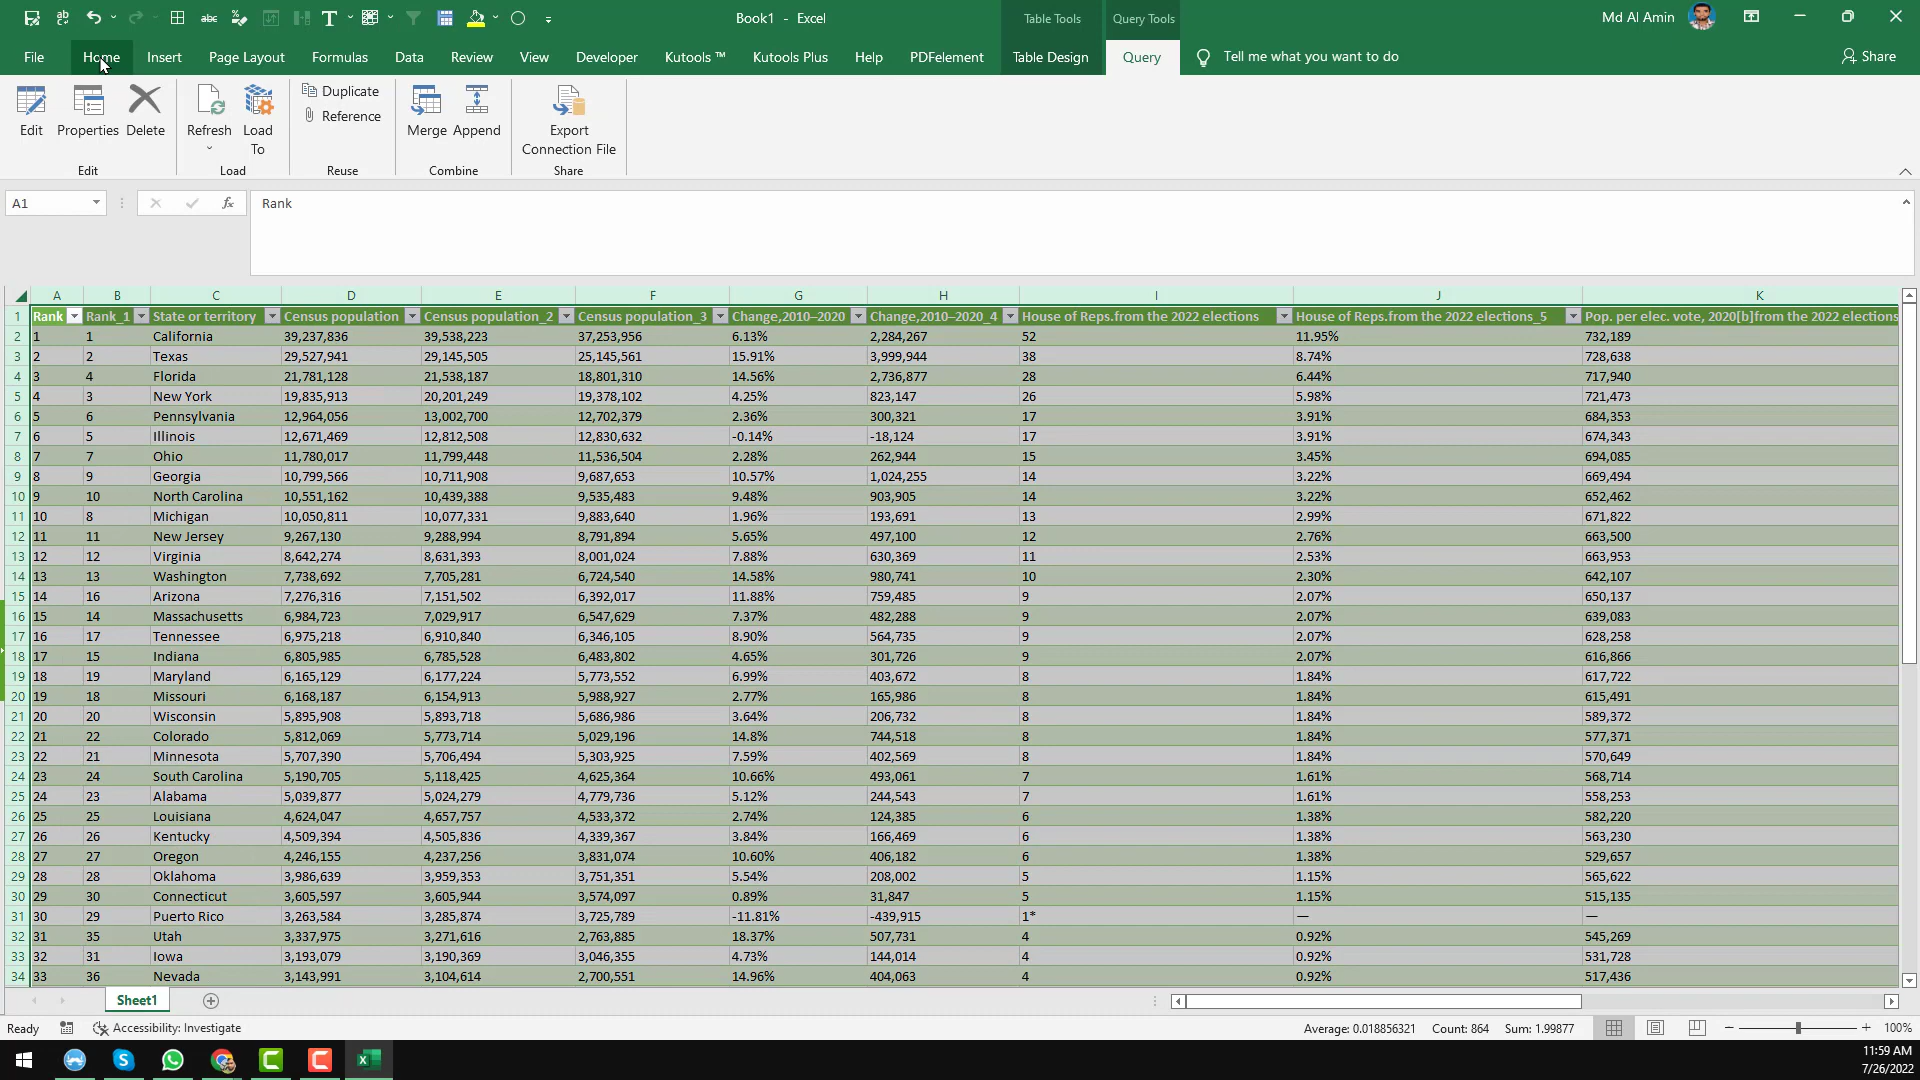 Book1 - Excel
Table Tools
Query Tools
Md Al Amin
File Home Insert Page Layout Formulas Data Review View Developer Kutools ™ Kutools Plus Help PDFelement Table Design Query Tell me what you want to do Share
Edit Properties Delete Refresh Load To Duplicate Reference Merge Append Export Connection File
Edit Load Reuse Combine Share
A1 fx Rank
A B C D E F G H I J K
1 Rank Rank_1 State or territory Census population Census population_2 Census population_3 Change,2010–2020 Change,2010–2020_4 House of Reps.from the 2022 elections House of Reps.from the 2022 elections_5 Pop. per elec. vote, 2020[b]from the 2022 elections
2 1 1 California 39,237,836 39,538,223 37,253,956 6.13% 2,284,267 52 11.95% 732,189
3 2 2 Texas 29,527,941 29,145,505 25,145,561 15.91% 3,999,944 38 8.74% 728,638
4 3 4 Florida 21,781,128 21,538,187 18,801,310 14.56% 2,736,877 28 6.44% 717,940
5 4 3 New York 19,835,913 20,201,249 19,378,102 4.25% 823,147 26 5.98% 721,473
6 5 6 Pennsylvania 12,964,056 13,002,700 12,702,379 2.36% 300,321 17 3.91% 684,353
7 6 5 Illinois 12,671,469 12,812,508 12,830,632 -0.14% -18,124 17 3.91% 674,343
8 7 7 Ohio 11,780,017 11,799,448 11,536,504 2.28% 262,944 15 3.45% 694,085
9 8 9 Georgia 10,799,566 10,711,908 9,687,653 10.57% 1,024,255 14 3.22% 669,494
10 9 10 North Carolina 10,551,162 10,439,388 9,535,483 9.48% 903,905 14 3.22% 652,462
11 10 8 Michigan 10,050,811 10,077,331 9,883,640 1.96% 193,691 13 2.99% 671,822
12 11 11 New Jersey 9,267,130 9,288,994 8,791,894 5.65% 497,100 12 2.76% 663,500
13 12 12 Virginia 8,642,274 8,631,393 8,001,024 7.88% 630,369 11 2.53% 663,953
14 13 13 Washington 7,738,692 7,705,281 6,724,540 14.58% 980,741 10 2.30% 642,107
15 14 16 Arizona 7,276,316 7,151,502 6,392,017 11.88% 759,485 9 2.07% 650,137
16 15 14 Massachusetts 6,984,723 7,029,917 6,547,629 7.37% 482,288 9 2.07% 639,083
17 16 17 Tennessee 6,975,218 6,910,840 6,346,105 8.90% 564,735 9 2.07% 628,258
18 17 15 Indiana 6,805,985 6,785,528 6,483,802 4.65% 301,726 9 2.07% 616,866
19 18 19 Maryland 6,165,129 6,177,224 5,773,552 6.99% 403,672 8 1.84% 617,722
20 19 18 Missouri 6,168,187 6,154,913 5,988,927 2.77% 165,986 8 1.84% 615,491
21 20 20 Wisconsin 5,895,908 5,893,718 5,686,986 3.64% 206,732 8 1.84% 589,372
22 21 22 Colorado 5,812,069 5,773,714 5,029,196 14.8% 744,518 8 1.84% 577,371
23 22 21 Minnesota 5,707,390 5,706,494 5,303,925 7.59% 402,569 8 1.84% 570,649
24 23 24 South Carolina 5,190,705 5,118,425 4,625,364 10.66% 493,061 7 1.61% 568,714
25 24 23 Alabama 5,039,877 5,024,279 4,779,736 5.12% 244,543 7 1.61% 558,253
26 25 25 Louisiana 4,624,047 4,657,757 4,533,372 2.74% 124,385 6 1.38% 582,220
27 26 26 Kentucky 4,509,394 4,505,836 4,339,367 3.84% 166,469 6 1.38% 563,230
28 27 27 Oregon 4,246,155 4,237,256 3,831,074 10.60% 406,182 6 1.38% 529,657
29 28 28 Oklahoma 3,986,639 3,959,353 3,751,351 5.54% 208,002 5 1.15% 565,622
30 29 30 Connecticut 3,605,597 3,605,944 3,574,097 0.89% 31,847 5 1.15% 515,135
31 30 29 Puerto Rico 3,263,584 3,285,874 3,725,789 -11.81% -439,915 1* — —
32 31 35 Utah 3,337,975 3,271,616 2,763,885 18.37% 507,731 4 0.92% 545,269
33 32 31 Iowa 3,193,079 3,190,369 3,046,355 4.73% 144,014 4 0.92% 531,728
34 33 36 Nevada 3,143,991 3,104,614 2,700,551 14.96% 404,063 4 0.92% 517,436
Sheet1
Ready Accessibility: Investigate Average: 0.018856321 Count: 864 Sum: 1.99877 100%
11:59 AM
7/26/2022